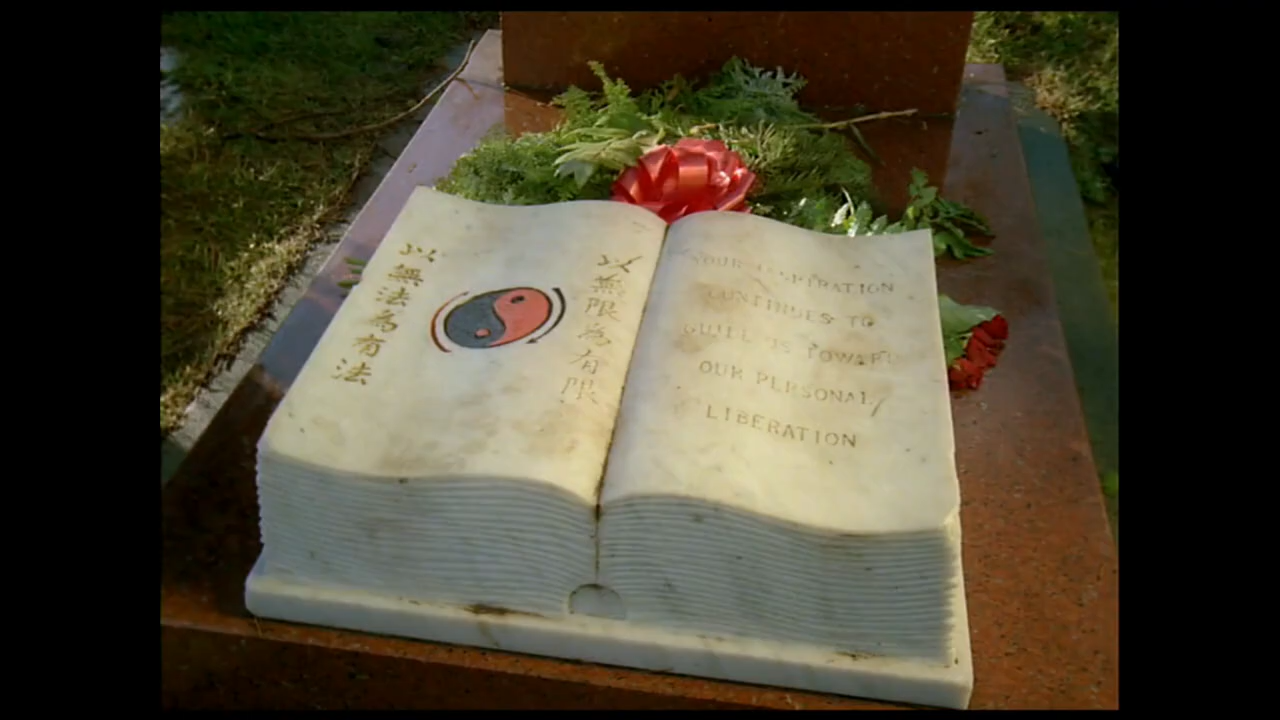 以無法為有法
以無限為有限
YOUR INSPIRATION
CONTINUES TO
GUIDE US TOWARD
OUR PERSONAL
LIBERATION